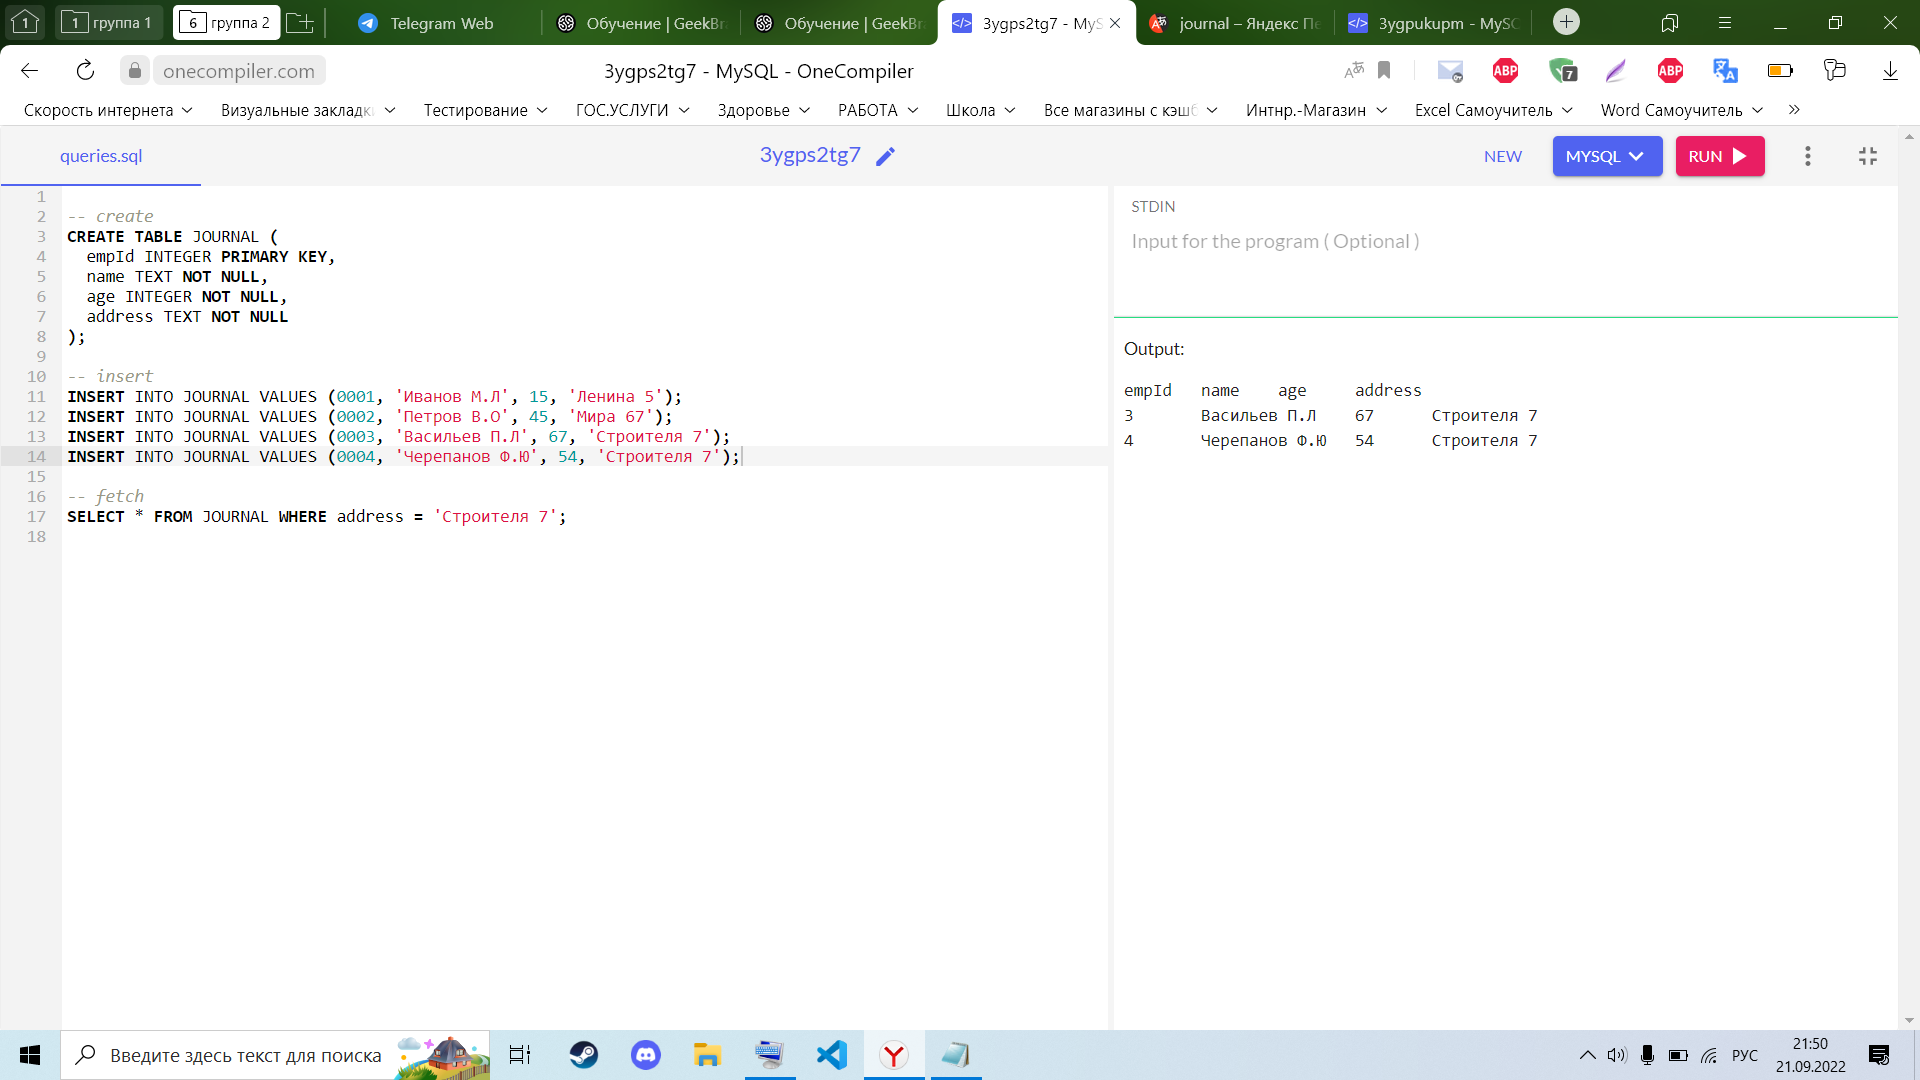 1
1 группа 1
6 группа 2
Telegram Web
Обучение | GeekBr
Обучение | GeekBr
3ygps2tg7 - MyS
journal – Яндекс Пе
3ygpukupm - MySC
onecompiler.com
3ygps2tg7 - MySQL - OneCompiler
ABP
7
ABP
Скорость интернета
Визуальные закладк
Тестирование
ГОС.УСЛУГИ
Здоровье
РАБОТА
Школа
Все магазины с кэшб
Интнр.-Магазин
Excel Самоучитель
Word Самоучитель
queries.sql
3ygps2tg7
NEW
MYSQL
RUN
1
2 -- create
3 CREATE TABLE JOURNAL (
4 empId INTEGER PRIMARY KEY,
5 name TEXT NOT NULL,
6 age INTEGER NOT NULL,
7 address TEXT NOT NULL
8 );
9
10 -- insert
11 INSERT INTO JOURNAL VALUES (0001, 'Иванов М.Л', 15, 'Ленина 5');
12 INSERT INTO JOURNAL VALUES (0002, 'Петров В.О', 45, 'Мира 67');
13 INSERT INTO JOURNAL VALUES (0003, 'Васильев П.Л', 67, 'Строителя 7');
14 INSERT INTO JOURNAL VALUES (0004, 'Черепанов Ф.Ю', 54, 'Строителя 7');
15
16 -- fetch
17 SELECT * FROM JOURNAL WHERE address = 'Строителя 7';
18
STDIN
Input for the program ( Optional )
Output:
empId name age address
3 Васильев П.Л 67 Строителя 7
4 Черепанов Ф.Ю 54 Строителя 7
Введите здесь текст для поиска
РУС
21:50
21.09.2022